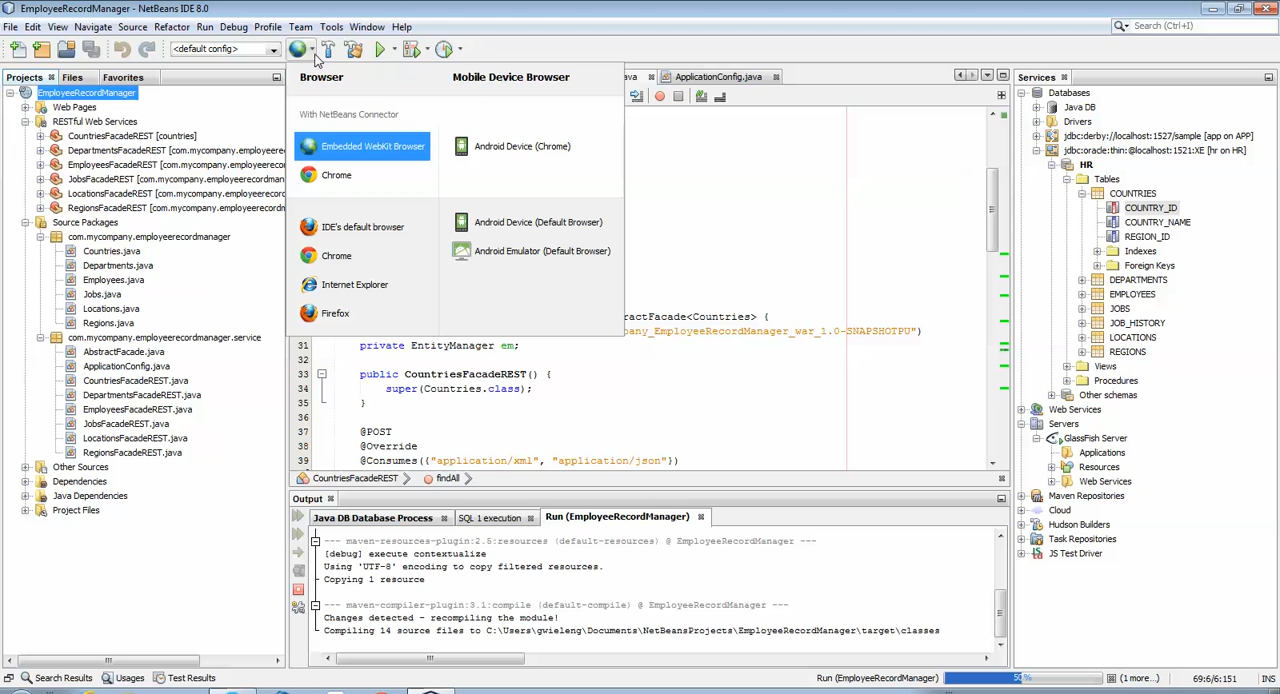 EmployeeRecordManager - NetBeans IDE 8.0
File Edit View Navigate Source Refactor Run Debug Profile Team Tools Window Help
Search (Ctrl+I)
<default config>
Projects
Files
Favorites
EmployeeRecordManager
Web Pages
RESTful Web Services
CountriesFacadeREST [countries]
DepartmentsFacadeREST [com.mycompany.employeereco
EmployeesFacadeREST [com.mycompany.employeerecor
JobsFacadeREST [com.mycompany.employeerecordman
LocationsFacadeREST [com.mycompany.employeerecord
RegionsFacadeREST [com.mycompany.employeerecordm
Source Packages
com.mycompany.employeerecordmanager
Countries.java
Departments.java
Employees.java
Jobs.java
Locations.java
Regions.java
com.mycompany.employeerecordmanager.service
AbstractFacade.java
ApplicationConfig.java
CountriesFacadeREST.java
DepartmentsFacadeREST.java
EmployeesFacadeREST.java
JobsFacadeREST.java
LocationsFacadeREST.java
RegionsFacadeREST.java
Other Sources
Dependencies
Java Dependencies
Project Files
Browser
With NetBeans Connector
Embedded WebKit Browser
Chrome
IDE's default browser
Chrome
Internet Explorer
Firefox
Mobile Device Browser
Android Device (Chrome)
Android Device (Default Browser)
Android Emulator (Default Browser)
ava
ApplicationConfig.java
tractFacade<Countries> {
pany_EmployeeRecordManager_war_1.0-SNAPSHOTPU")
31 private EntityManager em;
32
33 public CountriesFacadeREST() {
34 super(Countries.class);
35 }
36
37 @POST
38 @Override
39 @Consumes({"application/xml", "application/json"})
CountriesFacadeREST
findAll
Output
Java DB Database Process
SQL 1 execution
Run (EmployeeRecordManager)
--- maven-resources-plugin:2.5:resources (default-resources) @ EmployeeRecordManager ---
[debug] execute contextualize
Using 'UTF-8' encoding to copy filtered resources.
Copying 1 resource
--- maven-compiler-plugin:3.1:compile (default-compile) @ EmployeeRecordManager ---
Changes detected - recompiling the module!
Compiling 14 source files to C:\Users\gwieleng\Documents\NetBeansProjects\EmployeeRecordManager\target\classes
Services
Databases
Java DB
Drivers
jdbc:derby://localhost:1527/sample [app on APP]
jdbc:oracle:thin:@localhost:1521:XE [hr on HR]
HR
Tables
COUNTRIES
COUNTRY_ID
COUNTRY_NAME
REGION_ID
Indexes
Foreign Keys
DEPARTMENTS
EMPLOYEES
JOBS
JOB_HISTORY
LOCATIONS
REGIONS
Views
Procedures
Other schemas
Web Services
Servers
GlassFish Server
Applications
Resources
Web Services
Maven Repositories
Cloud
Hudson Builders
Task Repositories
JS Test Driver
Search Results
Usages
Test Results
Run (EmployeeRecordManager)
50%
(1 more...)
69:6/6:151
INS